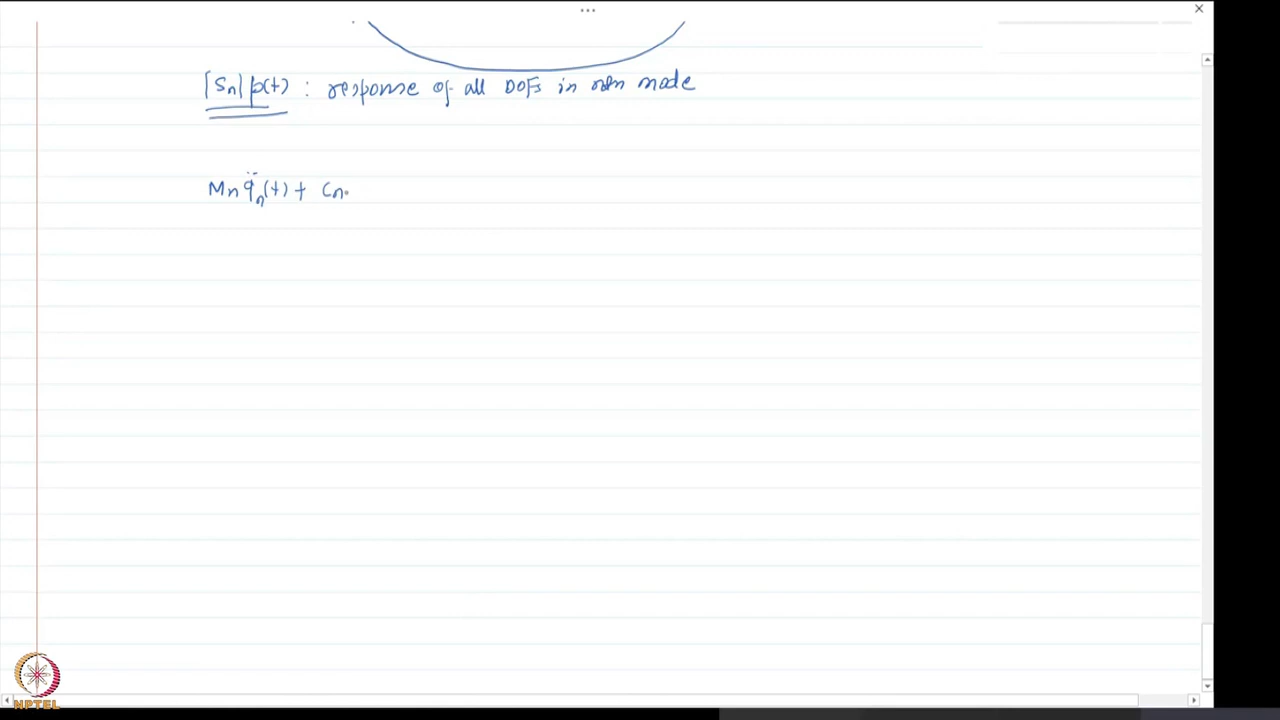 [Sn] p(t) : response of all DOFs in nth mode
Mn q̈n(t) + Cn
NPTEL